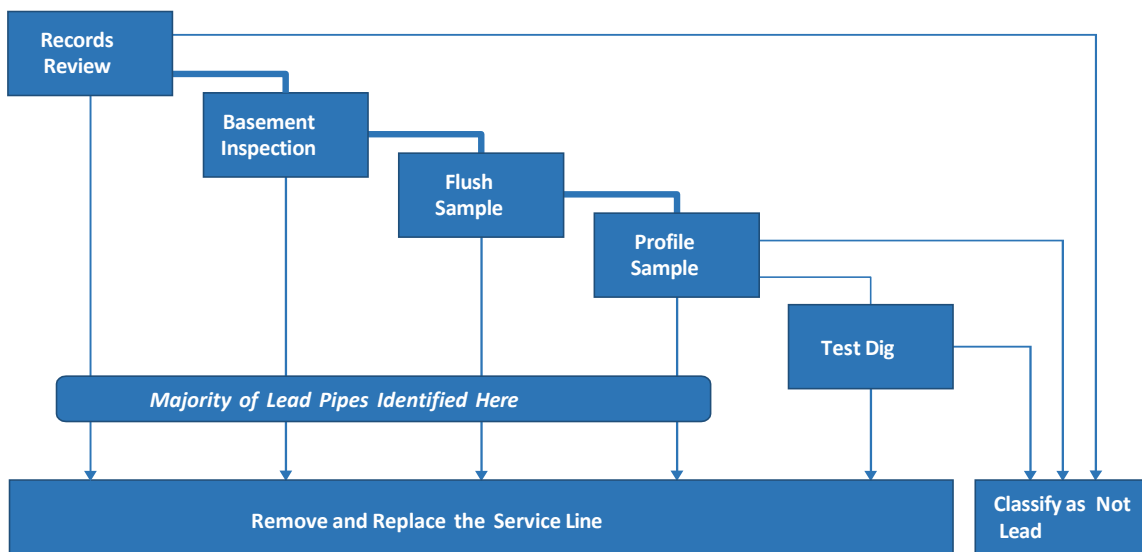 Records
Review
Basement
Inspection
Flush
Sample
Profile
Sample
Test Dig
Majority of Lead Pipes Identified Here
Remove and Replace the Service Line
Classify as Not
Lead